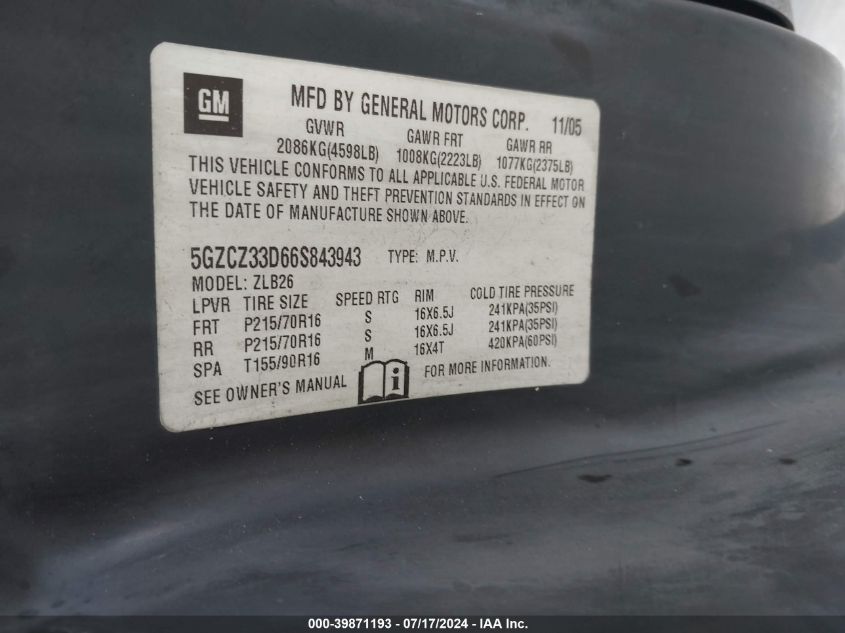 GM
MFD BY GENERAL MOTORS CORP. 11/05
GVWR GAWR FRT GAWR RR
2086KG(4598LB) 1008KG(2223LB) 1077KG(2375LB)
THIS VEHICLE CONFORMS TO ALL APPLICABLE U.S. FEDERAL MOTOR
VEHICLE SAFETY AND THEFT PREVENTION STANDARDS IN EFFECT ON
THE DATE OF MANUFACTURE SHOWN ABOVE.
5GZCZ33D66S843943 TYPE: M.P.V.
MODEL: ZLB26
LPVR TIRE SIZE SPEED RTG RIM COLD TIRE PRESSURE
FRT P215/70R16 S 16X6.5J 241KPA(35PSI)
RR P215/70R16 S 16X6.5J 241KPA(35PSI)
SPA T155/90R16 M 16X4T 420KPA(60PSI)
SEE OWNER'S MANUAL i FOR MORE INFORMATION.
000-39871193 - 07/17/2024 - IAA Inc.